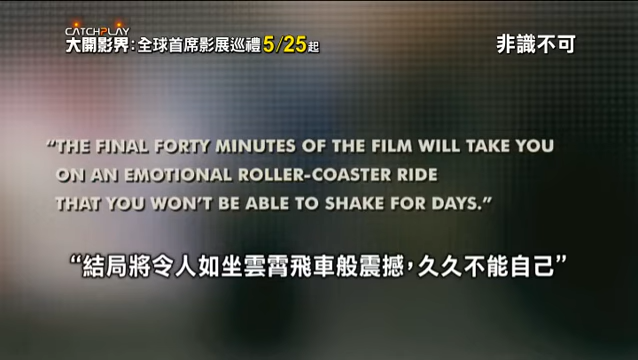 CATCHPLAY
大開影界：全球首席影展巡禮 5/25起
非識不可
“THE FINAL FORTY MINUTES OF THE FILM WILL TAKE YOU
ON AN EMOTIONAL ROLLER-COASTER RIDE
THAT YOU WON’T BE ABLE TO SHAKE FOR DAYS.”
“結局將令人如坐雲霄飛車般震撼，久久不能自己”